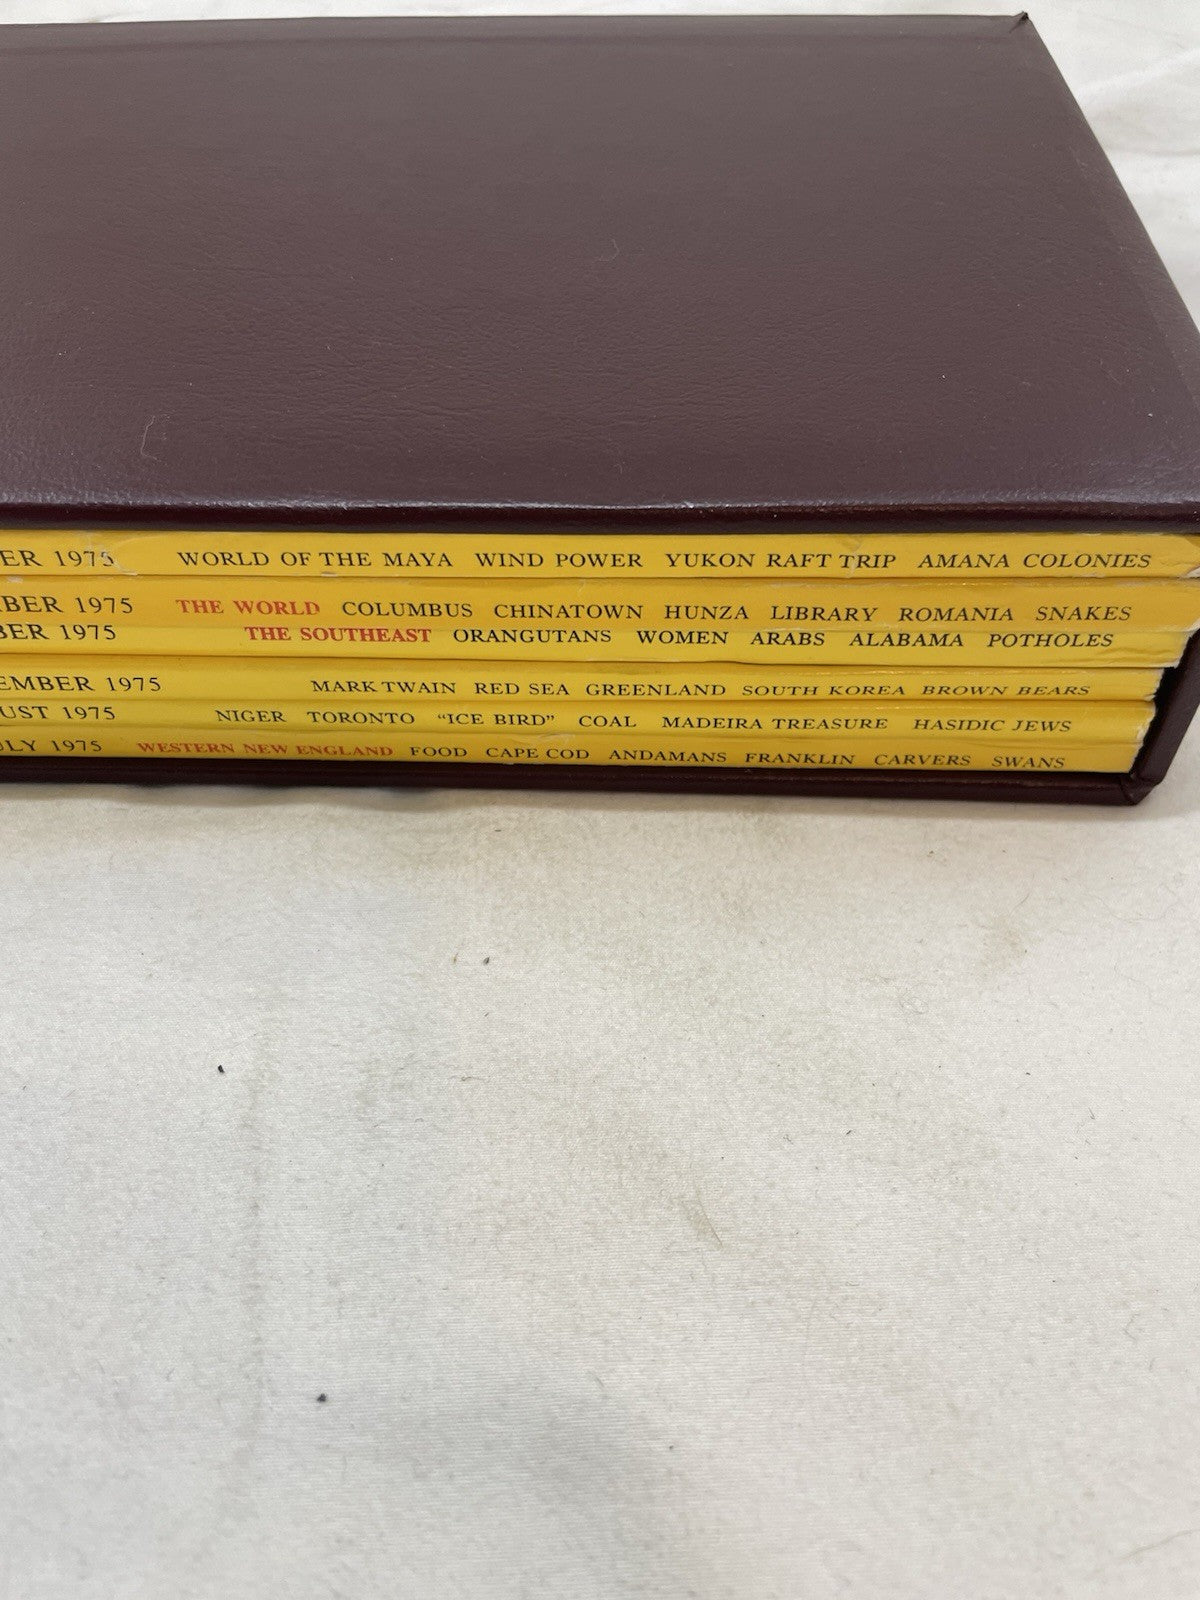 ER 1975 WORLD OF THE MAYA WIND POWER YUKON RAFT TRIP AMANA COLONIES
BER 1975 THE WORLD COLUMBUS CHINATOWN HUNZA LIBRARY ROMANIA SNAKES
BER 1975 THE SOUTHEAST ORANGUTANS WOMEN ARABS ALABAMA POTHOLES
EMBER 1975 MARK TWAIN RED SEA GREENLAND SOUTH KOREA BROWN BEARS
UST 1975 NIGER TORONTO "ICE BIRD" COAL MADEIRA TREASURE HASIDIC JEWS
ULY 1975 WESTERN NEW ENGLAND FOOD CAPE COD ANDAMANS FRANKLIN CARVERS SWANS